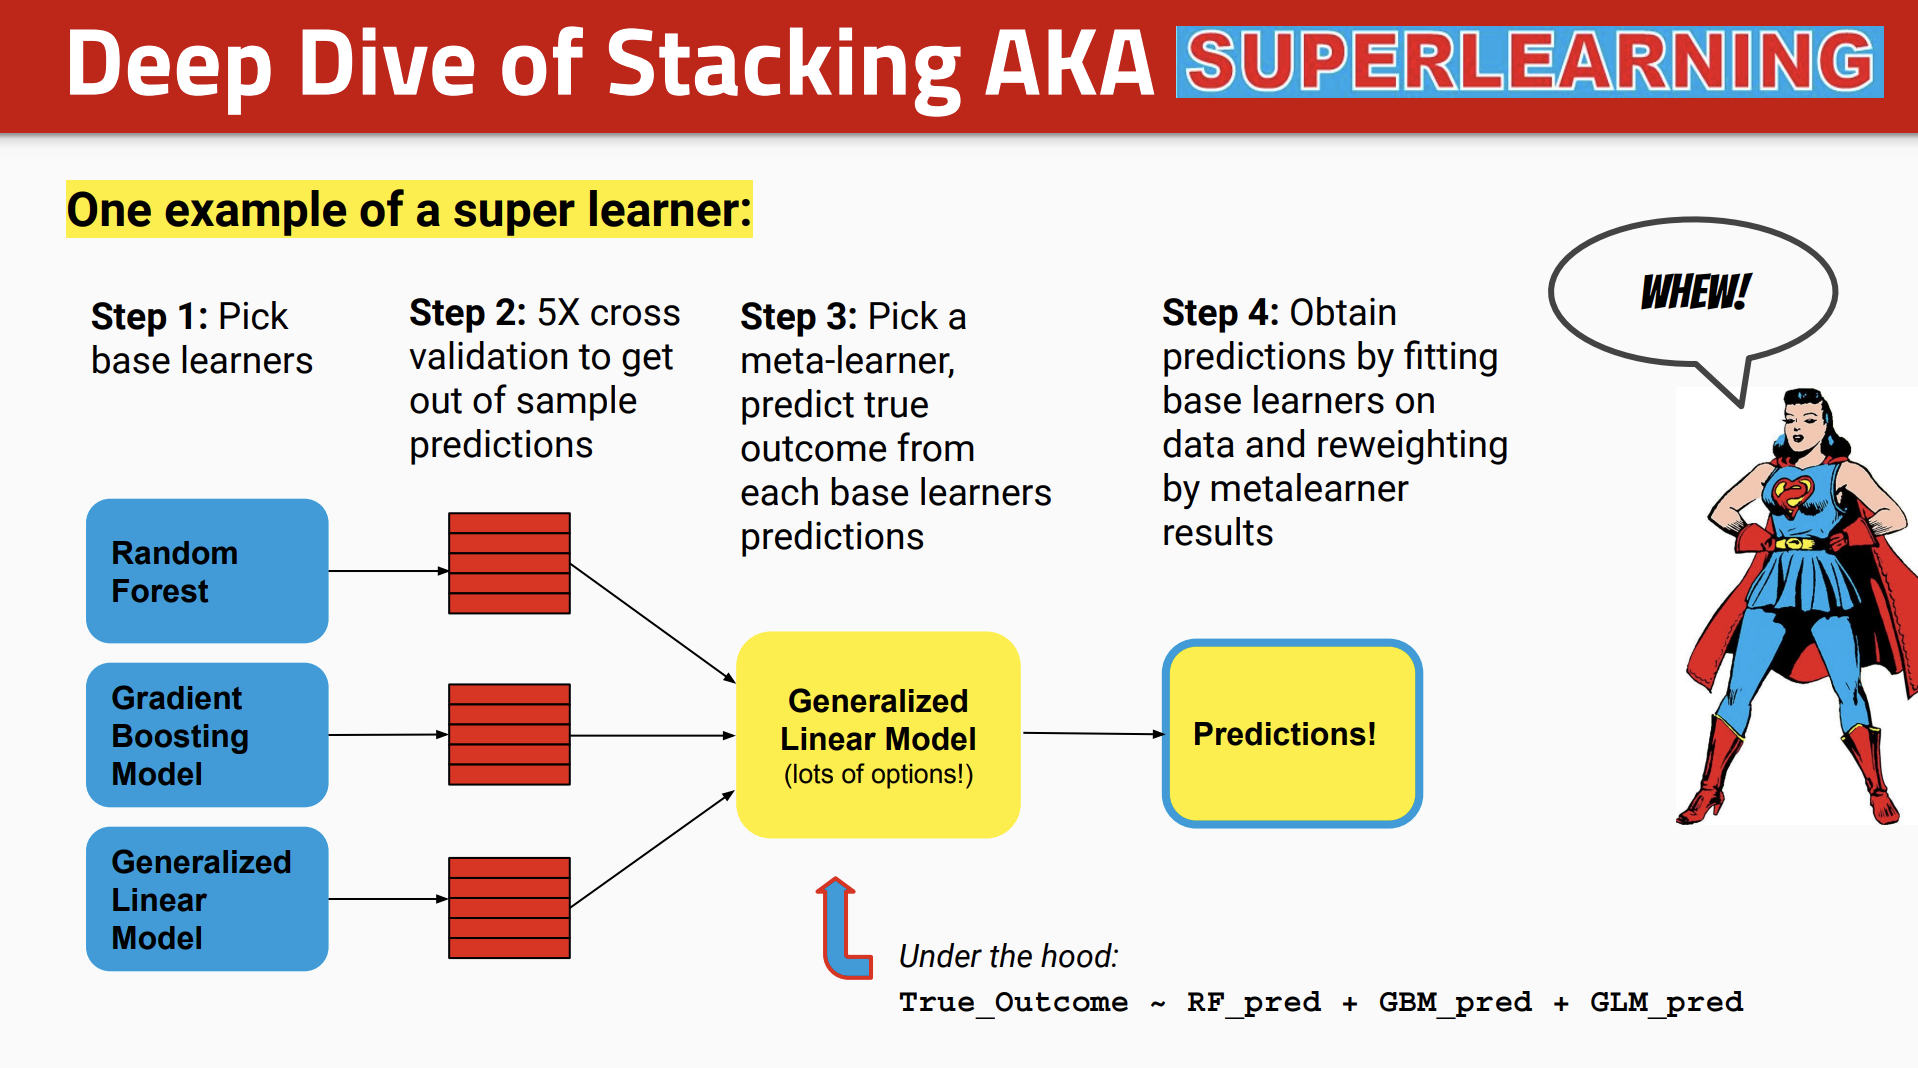 Deep Dive of Stacking AKA SUPERLEARNING
One example of a super learner:
Step 1: Pick
base learners
Step 2: 5X cross
validation to get
out of sample
predictions
Step 3: Pick a
meta-learner,
predict true
outcome from
each base learners
predictions
Step 4: Obtain
predictions by fitting
base learners on
data and reweighting
by metalearner
results
WHEW!
Random
Forest
Gradient
Boosting
Model
Generalized
Linear
Model
Generalized
Linear Model
(lots of options!)
Predictions!
Under the hood:
True_Outcome ~ RF_pred + GBM_pred + GLM_pred